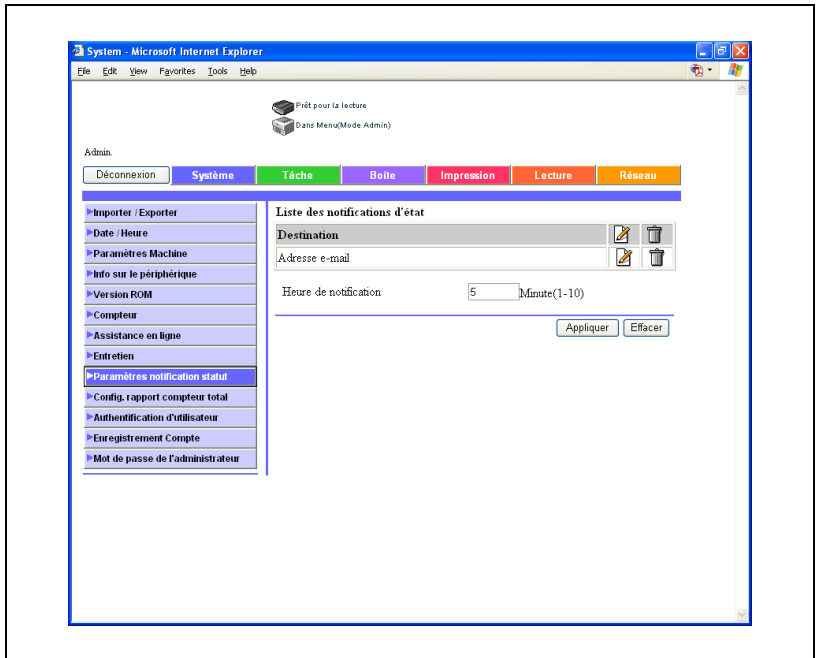 System - Microsoft Internet Explorer
File Edit View Favorites Tools Help
Prêt pour la lecture
Dans Menu(Mode Admin)
Admin.
Déconnexion Système Tâche Boîte Impression Lecture Réseau
Importer / Exporter
Date / Heure
Paramètres Machine
Info sur le périphérique
Version ROM
Compteur
Assistance en ligne
Entretien
Paramètres notification statut
Config. rapport compteur total
Authentification d'utilisateur
Enregistrement Compte
Mot de passe de l'administrateur
Liste des notifications d'état
Destination
Adresse e-mail
Heure de notification 5 Minute(1-10)
Appliquer Effacer